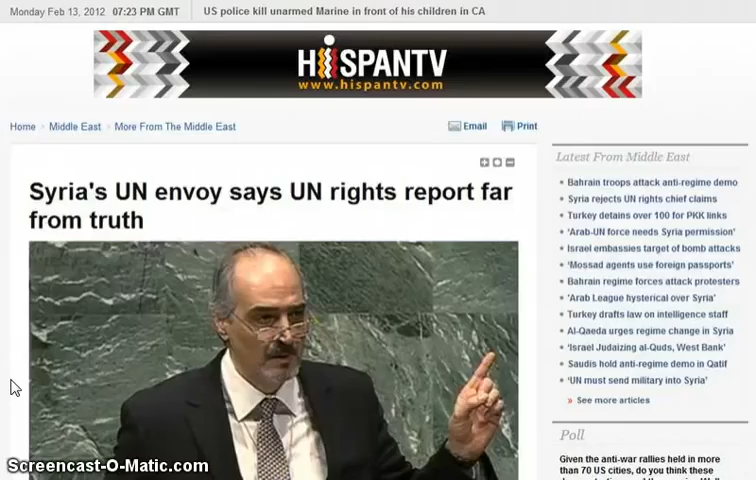 Monday Feb 13, 2012 07:23 PM GMT
US police kill unarmed Marine in front of his children in CA
HISPANTV
www.hispantv.com
Home Middle East More From The Middle East
Email Print
Syria's UN envoy says UN rights report far
from truth
Latest From Middle East
Bahrain troops attack anti-regime demo
Syria rejects UN rights chief claims
Turkey detains over 100 for PKK links
'Arab-UN force needs Syria permission'
Israel embassies target of bomb attacks
'Mossad agents use foreign passports'
Bahrain regime forces attack protesters
'Arab League hysterical over Syria'
Turkey drafts law on intelligence staff
Al-Qaeda urges regime change in Syria
'Israel Judaizing al-Quds, West Bank'
Saudis hold anti-regime demo in Qatif
'UN must send military into Syria'
» See more articles
Poll
Given the anti-war rallies held in more
than 70 US cities, do you think these
Screencast-O-Matic.com